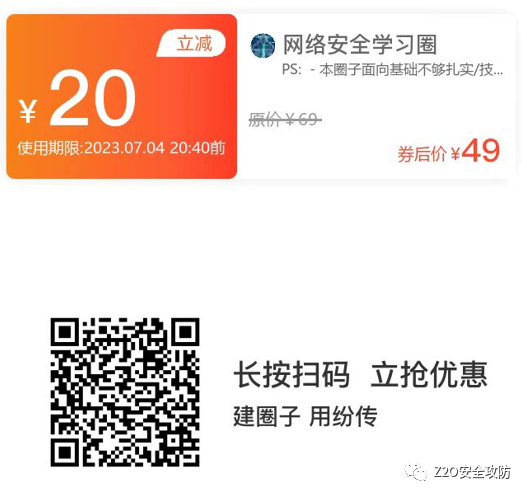 立减
¥ 20
使用期限:2023.07.04 20:40前
网络安全学习圈
PS: - 本圈子面向基础不够扎实/技...
原价￥69
券后价 ¥49
长按扫码 立抢优惠
建圈子 用纷传
Z2O安全攻防